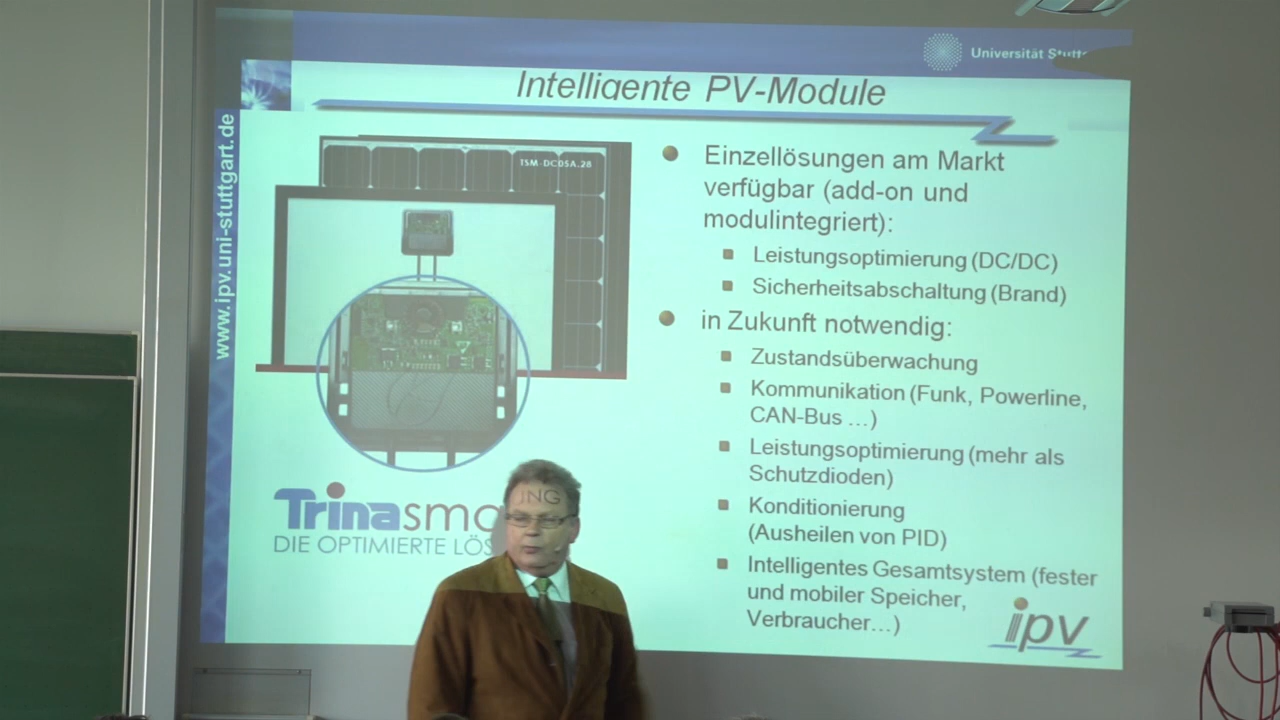 Universität
Intelligente PV-Module
www.ipv.uni-stuttgart.de
TSM-DC05A.28
Einzellösungen am Markt
verfügbar (add-on und
modulintegriert):
Leistungsoptimierung (DC/DC)
Sicherheitsabschaltung (Brand)
in Zukunft notwendig:
Zustandsüberwachung
Kommunikation (Funk, Powerline,
CAN-Bus ...)
Leistungsoptimierung (mehr als
Schutzdioden)
Konditionierung
(Ausheilen von PID)
Intelligentes Gesamtsystem (fester
und mobiler Speicher,
Verbraucher...)
Trinasma
DIE OPTIMIERTE LÖS
UNG
ipv